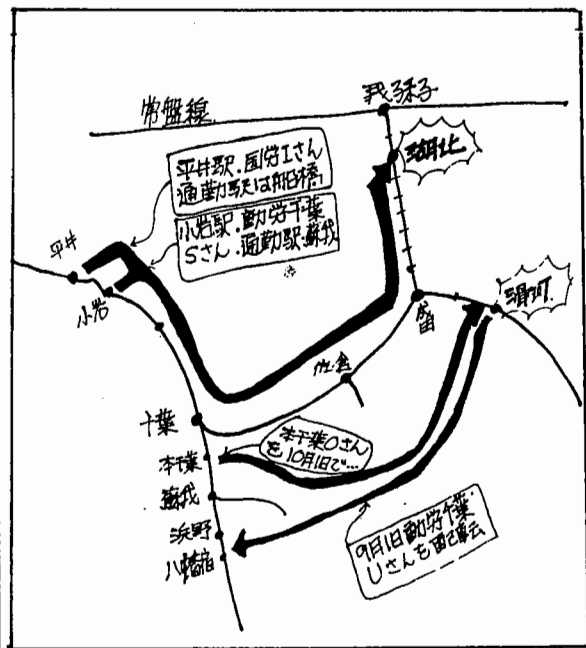 常盤線
我孫子
湖北
平井駅.国労Iさん
通勤駅は船橋
小岩駅.動労千葉
Sさん.通勤駅.蘇我
平井
小岩
滑河
成田
佐倉
千葉
本千葉Oさん
を10月1日で…
本千葉
蘇我
浜野
八幡宿
9月1日動労千葉.
Uさんを配転